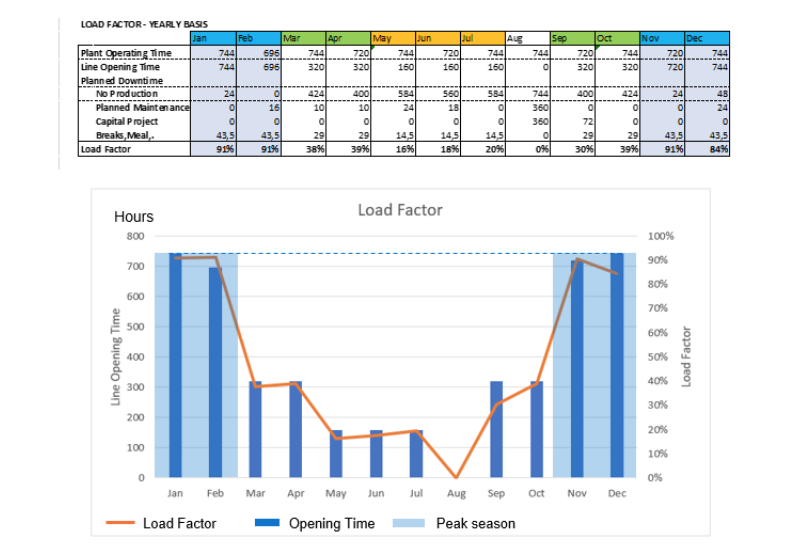 LOAD FACTOR - YEARLY BASIS
Jan Feb Mar Apr May Jun Jul Aug Sep Oct Nov Dec
Plant Operating Time 744 696 744 720 744 720 744 744 720 744 720 744
Line Opening Time 744 696 320 320 160 160 160 0 320 320 720 744
Planned Downtime
No Production 24 0 424 400 584 560 584 744 400 424 24 48
Planned Maintenance 0 16 10 10 24 18 0 360 0 0 0 24
Capital Project 0 0 0 0 0 0 0 360 72 0 0 0
Breaks,Meal,. 43,5 43,5 29 29 14,5 14,5 14,5 0 29 29 43,5 43,5
Load Factor 91% 91% 38% 39% 16% 18% 20% 0% 30% 39% 91% 84%
Hours
Load Factor
800 100%
700 90%
600 80%
500 70%
400 60%
300 50%
200 40%
100 30%
0 20%
10%
0%
Line Opening Time
Load Factor
Jan Feb Mar Apr May Jun Jul Aug Sep Oct Nov Dec
Load Factor Opening Time Peak season